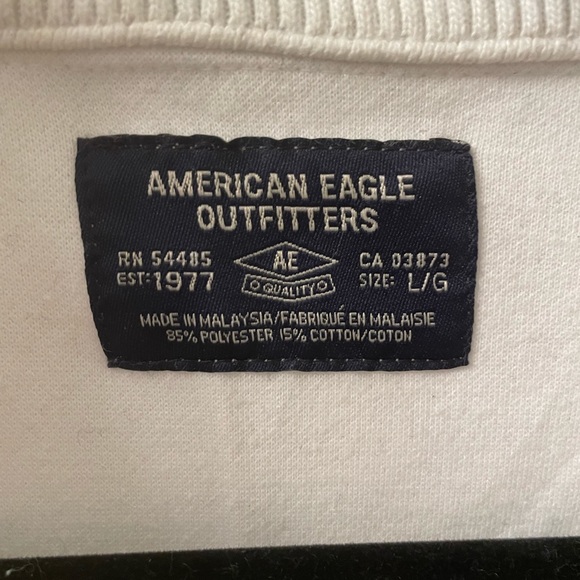 AMERICAN EAGLE
OUTFITTERS
RN 54485 AE CA 03873
EST: 1977 QUALITY SIZE: L/G
MADE IN MALAYSIA/FABRIQUÉ EN MALAISIE
85% POLYESTER 15% COTTON/COTON